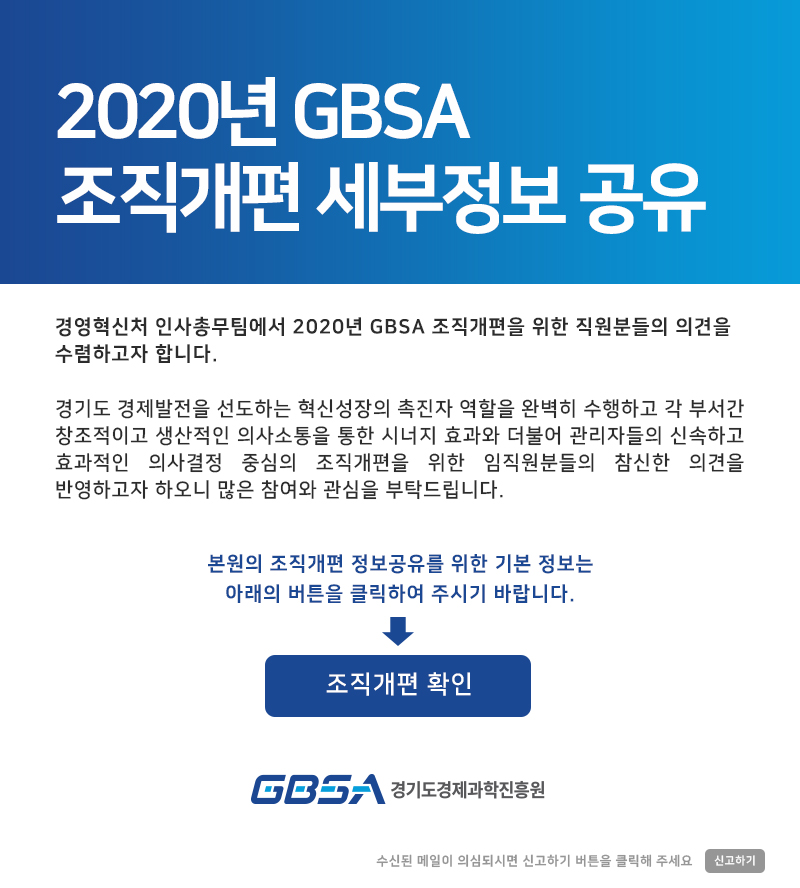 2020년 GBSA
조직개편 세부정보 공유
경영혁신처 인사총무팀에서 2020년 GBSA 조직개편을 위한 직원분들의 의견을
수렴하고자 합니다.
경기도 경제발전을 선도하는 혁신성장의 촉진자 역할을 완벽히 수행하고 각 부서간
창조적이고 생산적인 의사소통을 통한 시너지 효과와 더불어 관리자들의 신속하고
효과적인 의사결정 중심의 조직개편을 위한 임직원분들의 참신한 의견을
반영하고자 하오니 많은 참여와 관심을 부탁드립니다.
본원의 조직개편 정보공유를 위한 기본 정보는
아래의 버튼을 클릭하여 주시기 바랍니다.
조직개편 확인
GBSA 경기도경제과학진흥원
수신된 메일이 의심되시면 신고하기 버튼을 클릭해 주세요 신고하기